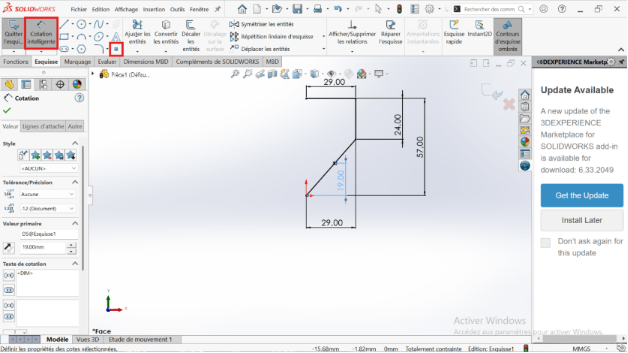 SOLIDWORKS
Fichier Edition Affichage Insertion Outils Fenêtre
Rechercher des comm
Quitter l'esqui...
Cotation intelligente
Ajuster les entités
Convertir les entités
Décaler les entités
Décalage sur la surface
Symétriser les entités
Répétition linéaire d'esquisse
Déplacer les entités
Afficher/Supprimer les relations
Réparer l'esquisse
Instantanés
Esquisse rapide
Instant2D
Contours d'esquisse ombrés
Fonctions Esquisse Marquage Evaluer Dimensions MBD Compléments de SOLIDWORKS MBD
Pièce1 (Défau...
Cotation
Valeur Lignes d'attache Autre
Style
<AUCUN>
Tolérance/Précision
Aucune
.12 (Document)
Valeur primaire
D5@Esquisse1
19.00mm
Texte de cotation
<DIM>
29.00
24.00
57.00
19.00
29.00
Y
X
*Face
3DEXPERIENCE Marketplac...
Update Available
A new update of the
3DEXPERIENCE
Marketplace for
SOLIDWORKS add-in
is available for
download: 6.33.2049
Get the Update
Install Later
Don't ask again for
this update
Activer Windows
Accédez aux paramètres pour activer Windows.
Modèle Vues 3D Etude de mouvement 1
Définir les propriétés des cotes sélectionnées.
-15.68mm -1.82mm 0mm Totalement contrainte Edition: Esquisse1 MMGS